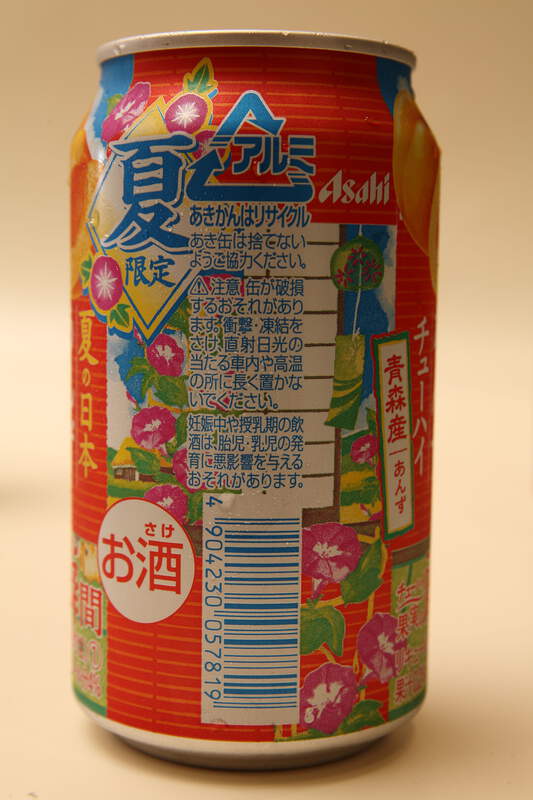 夏
限定
アルミ
Asahi
あきかんはリサイクル
あき缶は捨てない
ようご協力ください。
⚠注意 缶が破損
するおそれがあり
ます。衝撃・凍結を
さけ、直射日光の
当たる車内や高温
の所に長く置かな
いでください。
妊娠中や授乳期の飲
酒は、胎児・乳児の発
育に悪影響を与える
おそれがあります。
夏の日本
チューハイ
青森産
あんず
さけ
お酒
4 904230 057819
間